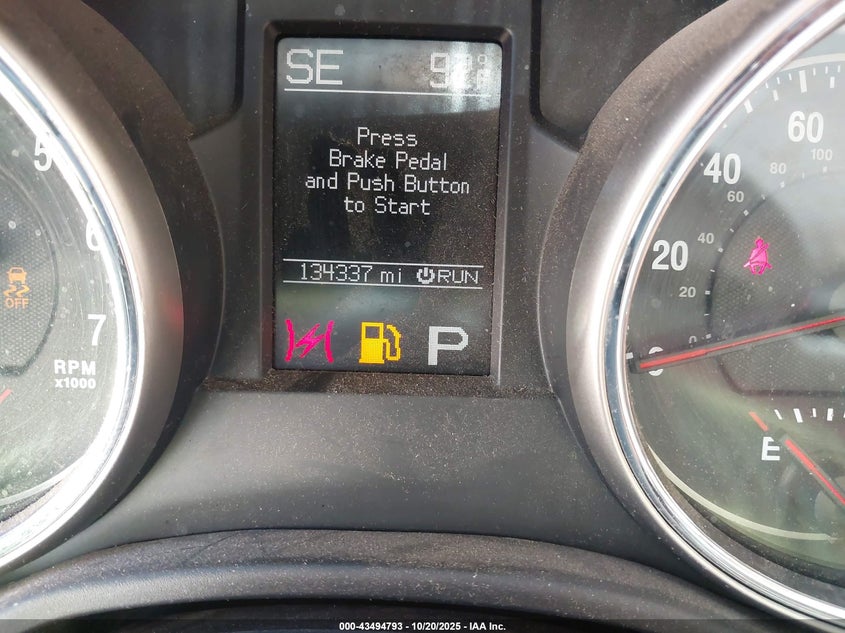 SE
Press
Brake Pedal
and Push Button
to Start
134337 mi RUN
P
5
6
7
RPM
x1000
OFF
60
100
40
80
60
20
40
20
0
E
000-43494793 - 10/20/2025 - IAA Inc.